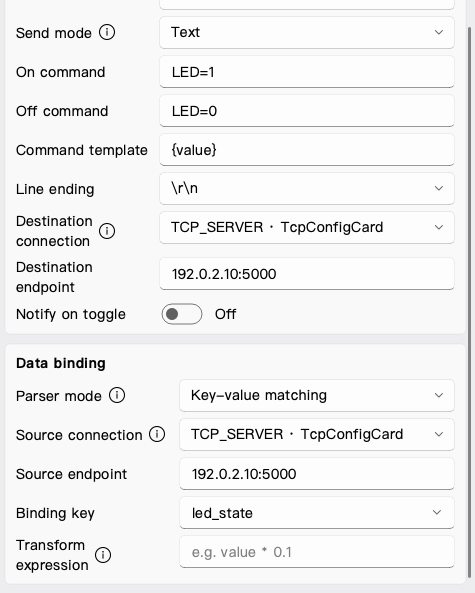 Send mode Text
On command LED=1
Off command LED=0
Command template {value}
Line ending \r\n
Destination
connection TCP_SERVER · TcpConfigCard
Destination
endpoint 192.0.2.10:5000
Notify on toggle Off
Data binding
Parser mode Key-value matching
Source connection TCP_SERVER · TcpConfigCard
Source endpoint 192.0.2.10:5000
Binding key led_state
Transform
expression e.g. value * 0.1